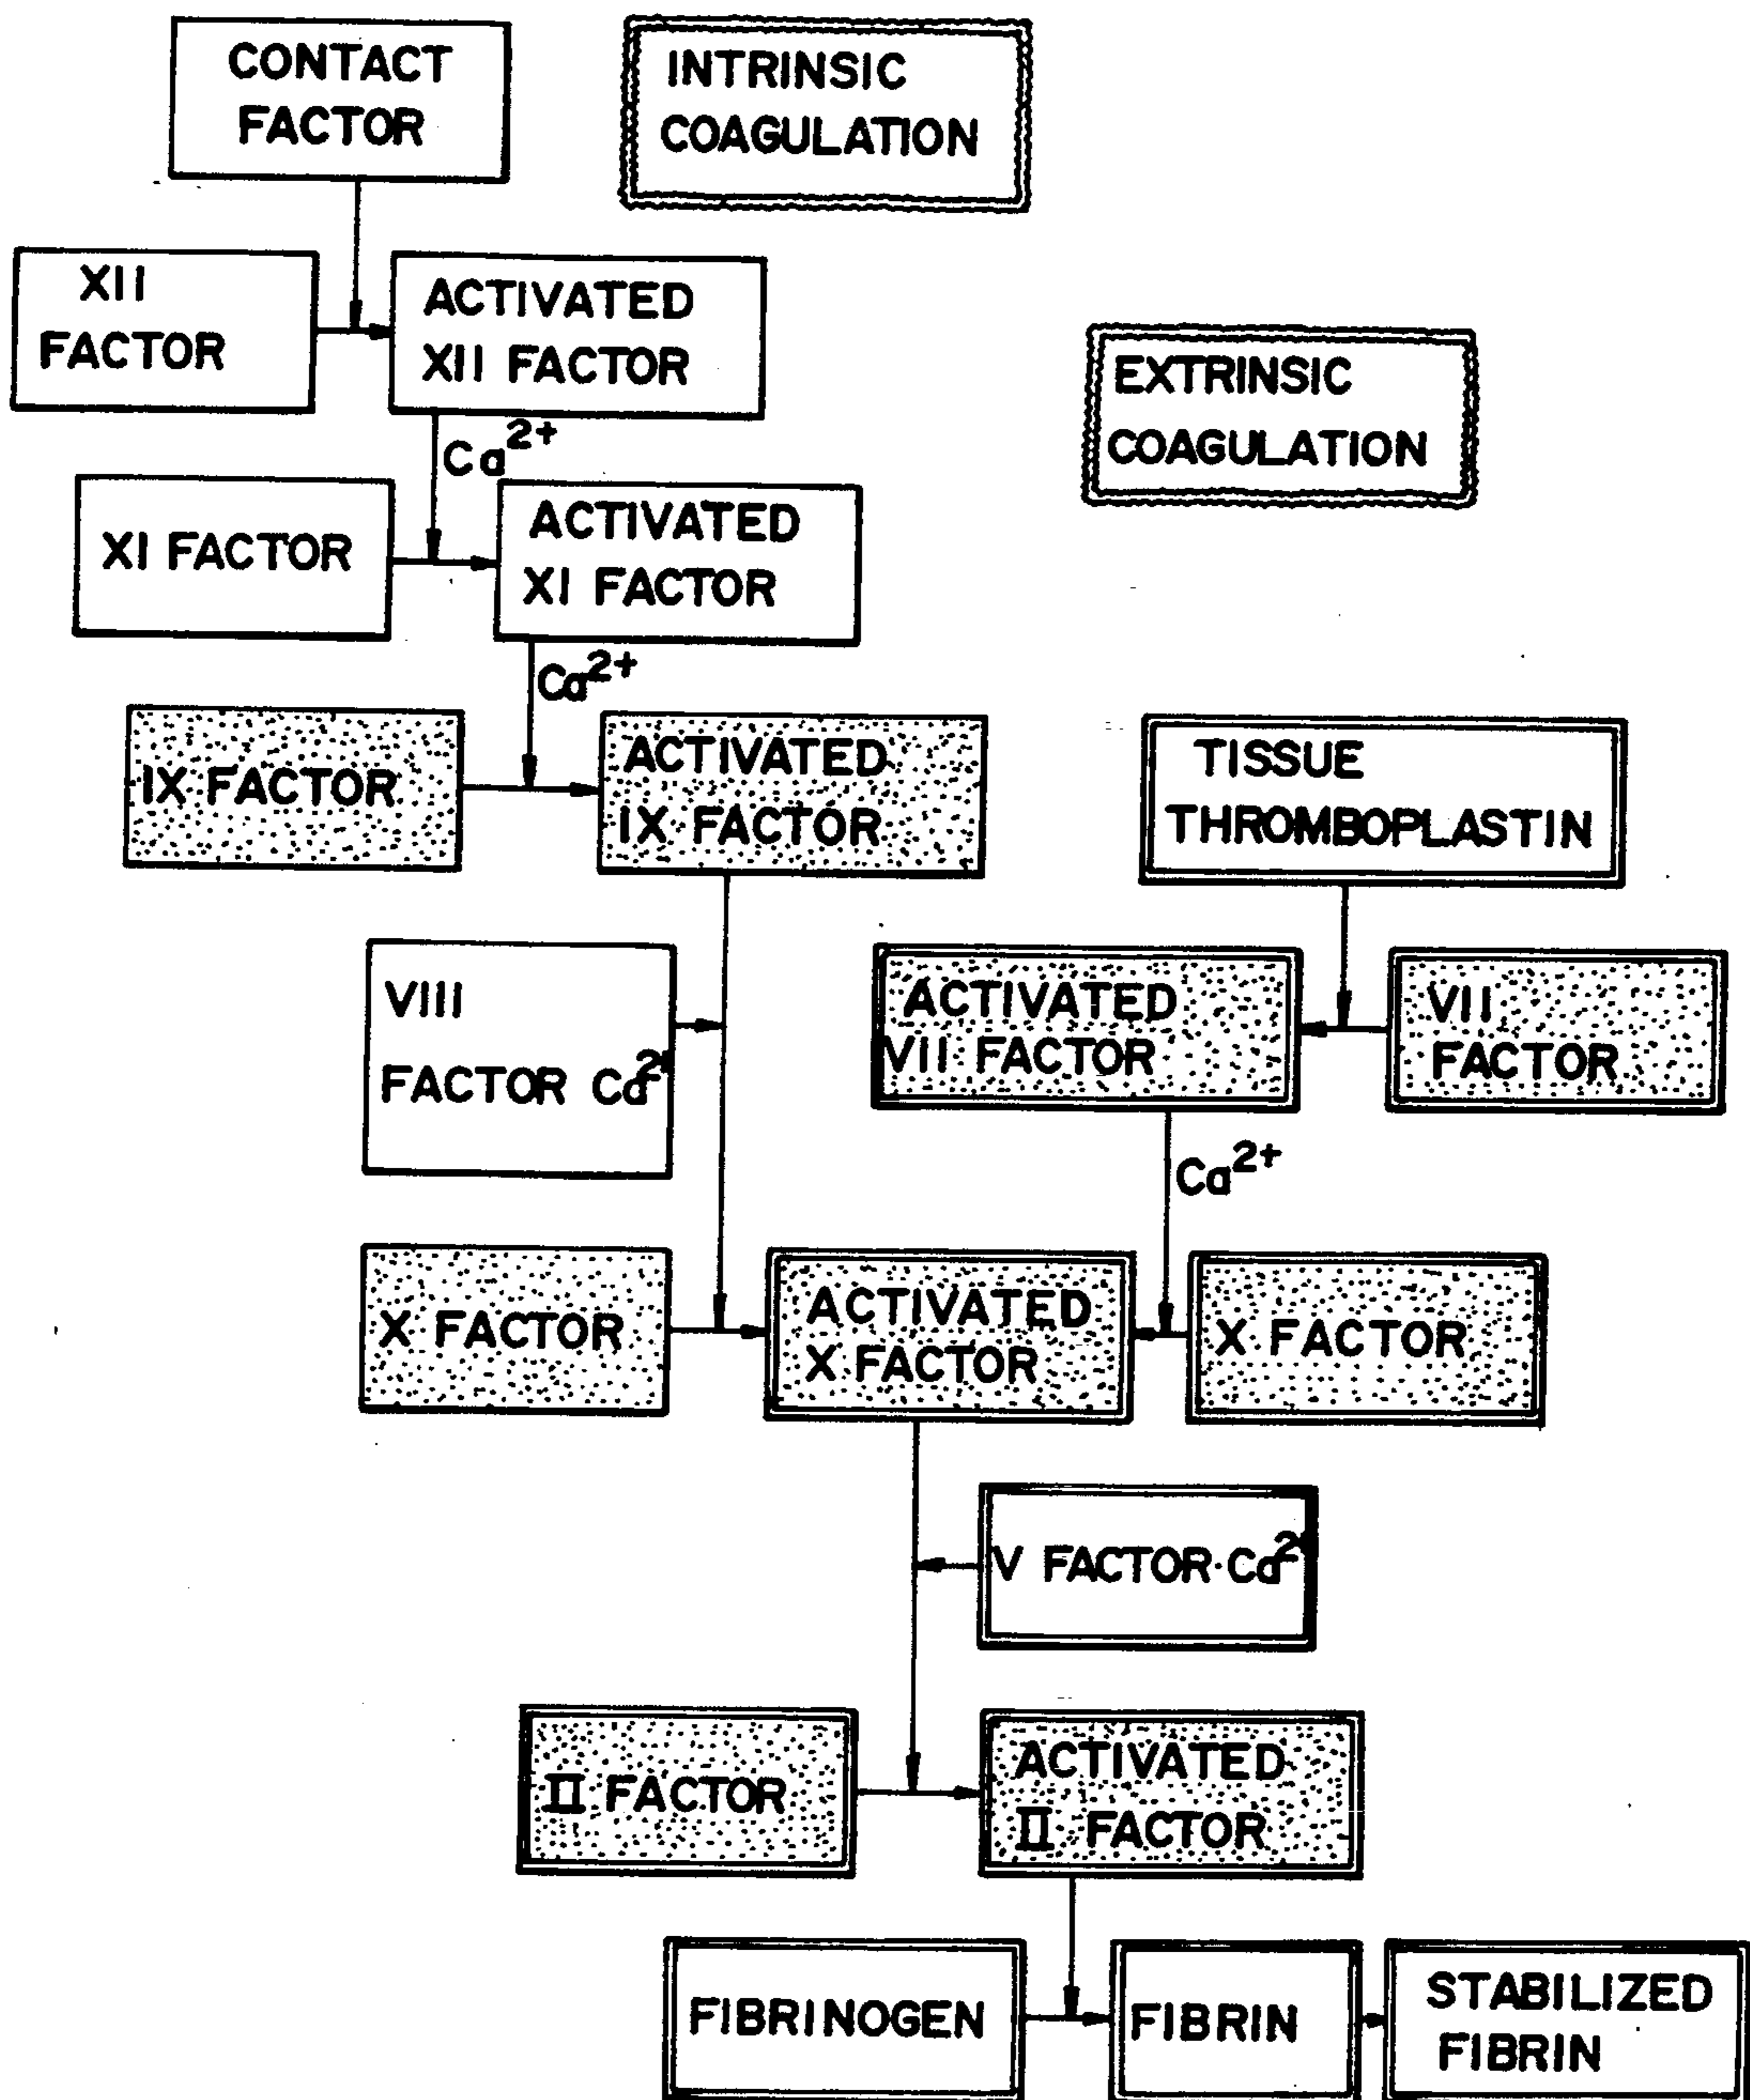 CONTACT
FACTOR
INTRINSIC
COAGULATION
XII
FACTOR
ACTIVATED
XII FACTOR
EXTRINSIC
COAGULATION
Ca2+
XI FACTOR
ACTIVATED
XI FACTOR
Ca2+
IX FACTOR
ACTIVATED
IX FACTOR
TISSUE
THROMBOPLASTIN
VIII
FACTOR Ca2+
ACTIVATED
VII FACTOR
VII
FACTOR
Ca2+
X FACTOR
ACTIVATED
X FACTOR
X FACTOR
V FACTOR·Ca2+
II FACTOR
ACTIVATED
II FACTOR
FIBRINOGEN
FIBRIN
STABILIZED
FIBRIN